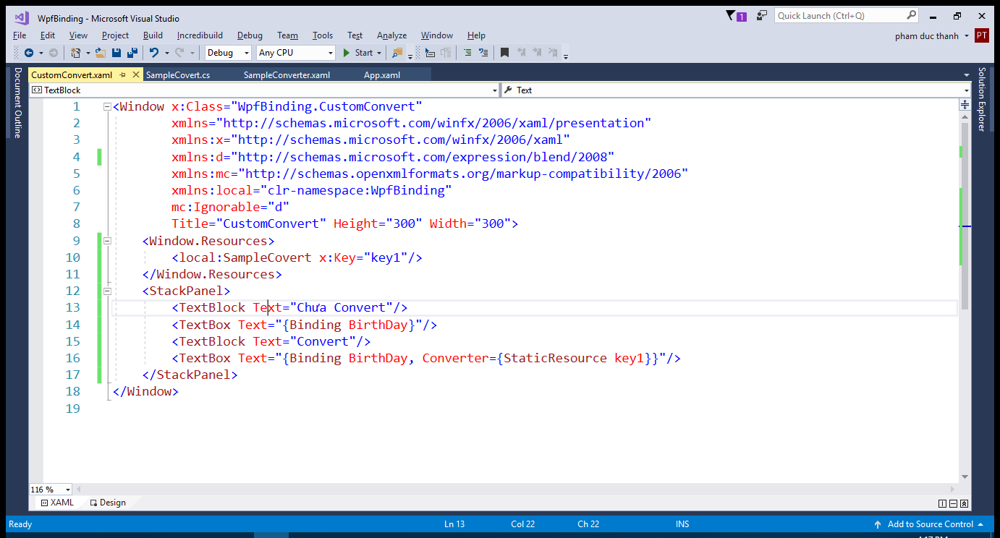 WpfBinding - Microsoft Visual Studio
1
Quick Launch (Ctrl+Q)
File Edit View Project Build Incredibuild Debug Team Tools Test Analyze Window Help
pham duc thanh PT
Debug Any CPU Start
Document Outline
CustomConvert.xaml SampleCovert.cs SampleConverter.xaml App.xaml
Solution Explorer
TextBlock Text
1 <Window x:Class="WpfBinding.CustomConvert"
2 xmlns="http://schemas.microsoft.com/winfx/2006/xaml/presentation"
3 xmlns:x="http://schemas.microsoft.com/winfx/2006/xaml"
4 xmlns:d="http://schemas.microsoft.com/expression/blend/2008"
5 xmlns:mc="http://schemas.openxmlformats.org/markup-compatibility/2006"
6 xmlns:local="clr-namespace:WpfBinding"
7 mc:Ignorable="d"
8 Title="CustomConvert" Height="300" Width="300">
9 <Window.Resources>
10 <local:SampleCovert x:Key="key1"/>
11 </Window.Resources>
12 <StackPanel>
13 <TextBlock Text="Chưa Convert"/>
14 <TextBox Text="{Binding BirthDay}"/>
15 <TextBlock Text="Convert"/>
16 <TextBox Text="{Binding BirthDay, Converter={StaticResource key1}}"/>
17 </StackPanel>
18 </Window>
19
116 %
XAML Design
Ready Ln 13 Col 22 Ch 22 INS Add to Source Control